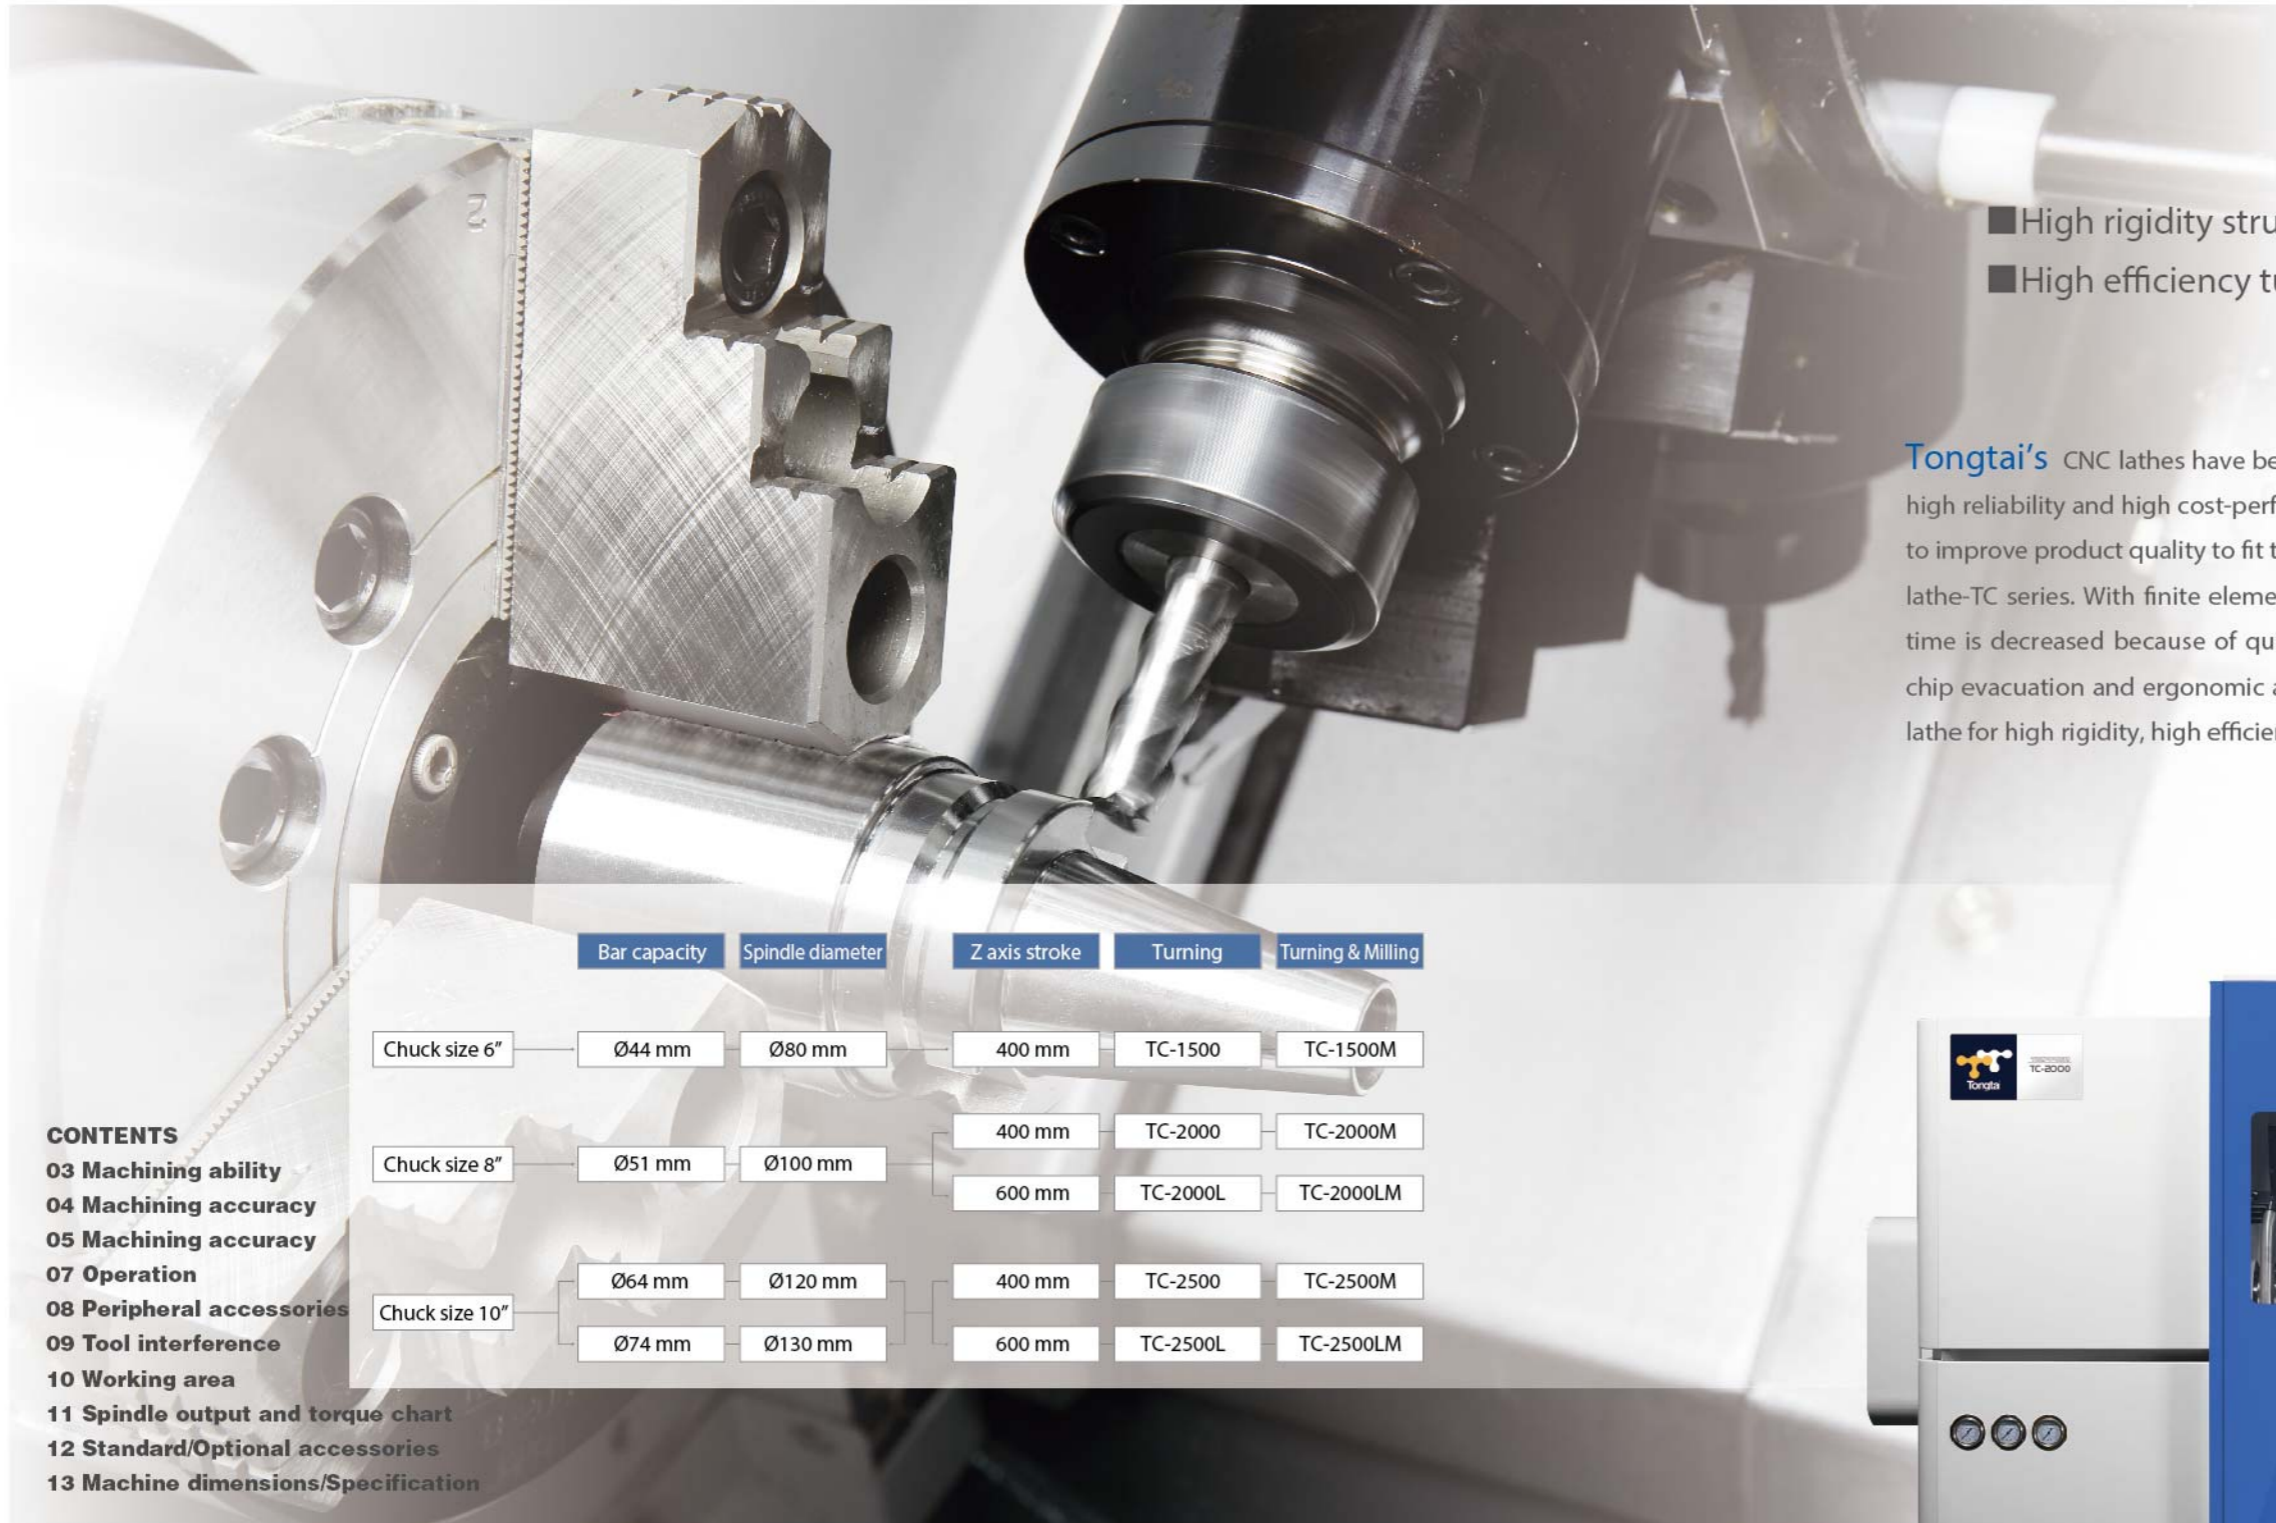 ■High rigidity stru
■High efficiency tu
Tongtai's CNC lathes have be
high reliability and high cost-perf
to improve product quality to fit t
lathe-TC series. With finite eleme
time is decreased because of qu
chip evacuation and ergonomic a
lathe for high rigidity, high efficie
Bar capacity Spindle diameter Z axis stroke Turning Turning & Milling
Chuck size 6" Ø44 mm Ø80 mm 400 mm TC-1500 TC-1500M
400 mm TC-2000 TC-2000M
Chuck size 8" Ø51 mm Ø100 mm
600 mm TC-2000L TC-2000LM
Ø64 mm Ø120 mm 400 mm TC-2500 TC-2500M
Chuck size 10"
Ø74 mm Ø130 mm 600 mm TC-2500L TC-2500LM
CONTENTS
03 Machining ability
04 Machining accuracy
05 Machining accuracy
07 Operation
08 Peripheral accessories
09 Tool interference
10 Working area
11 Spindle output and torque chart
12 Standard/Optional accessories
13 Machine dimensions/Specification
Tongtai
TC-2000
2